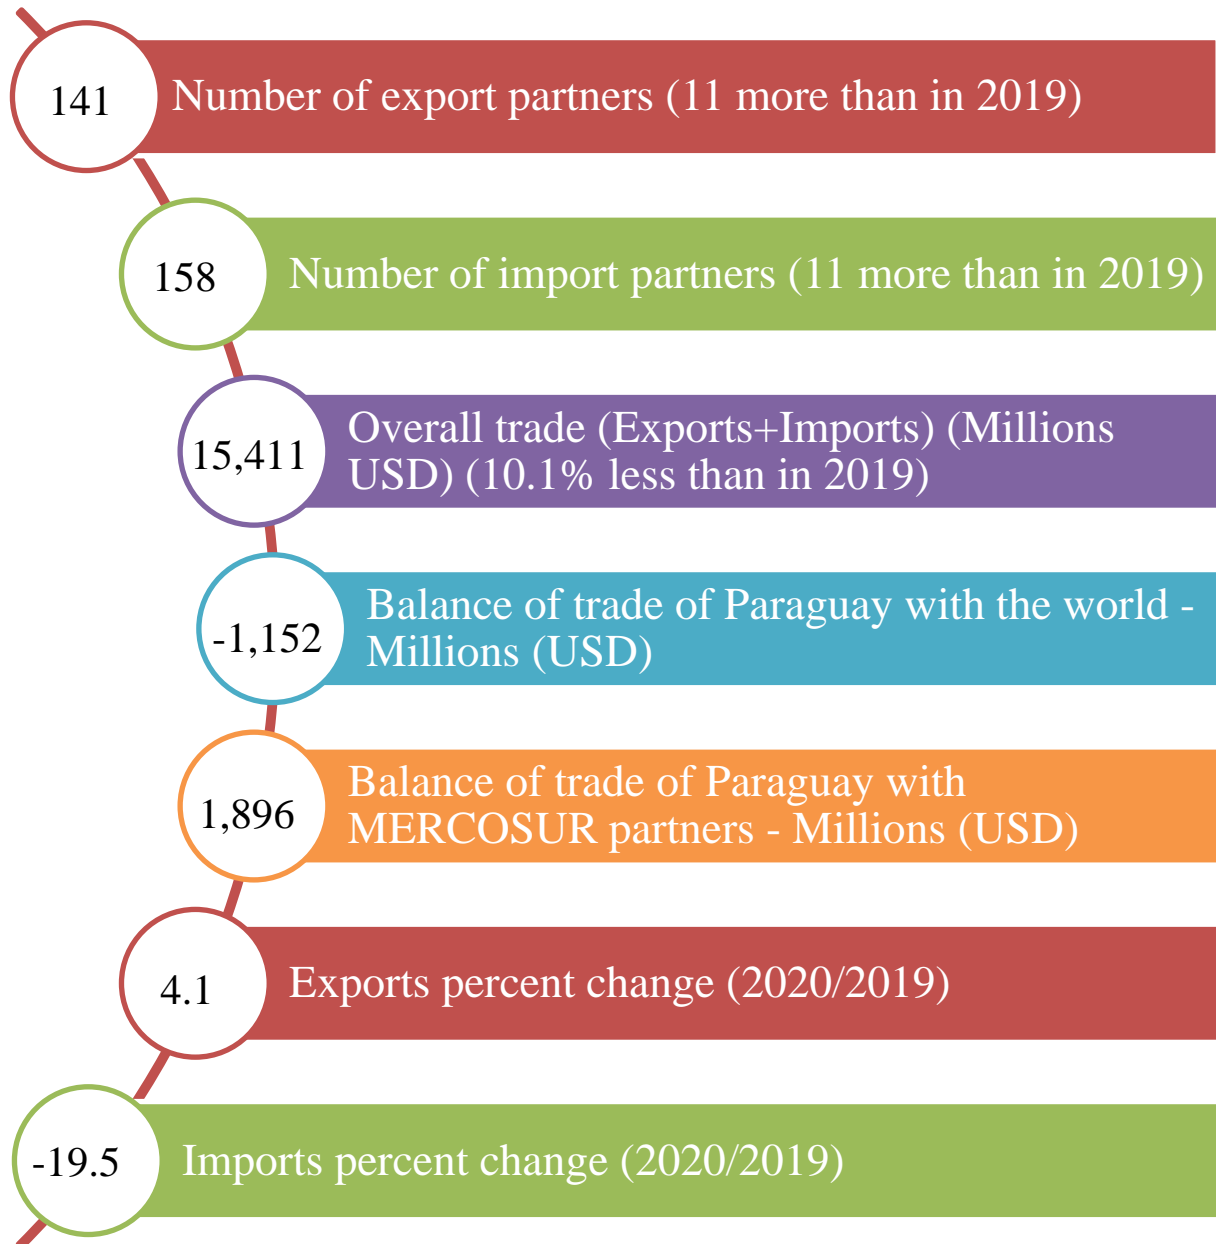 141
Number of export partners (11 more than in 2019)
158
Number of import partners (11 more than in 2019)
15,411
Overall trade (Exports+Imports) (Millions
USD) (10.1% less than in 2019)
-1,152
Balance of trade of Paraguay with the world -
Millions (USD)
1,896
Balance of trade of Paraguay with
MERCOSUR partners - Millions (USD)
4.1
Exports percent change (2020/2019)
-19.5
Imports percent change (2020/2019)